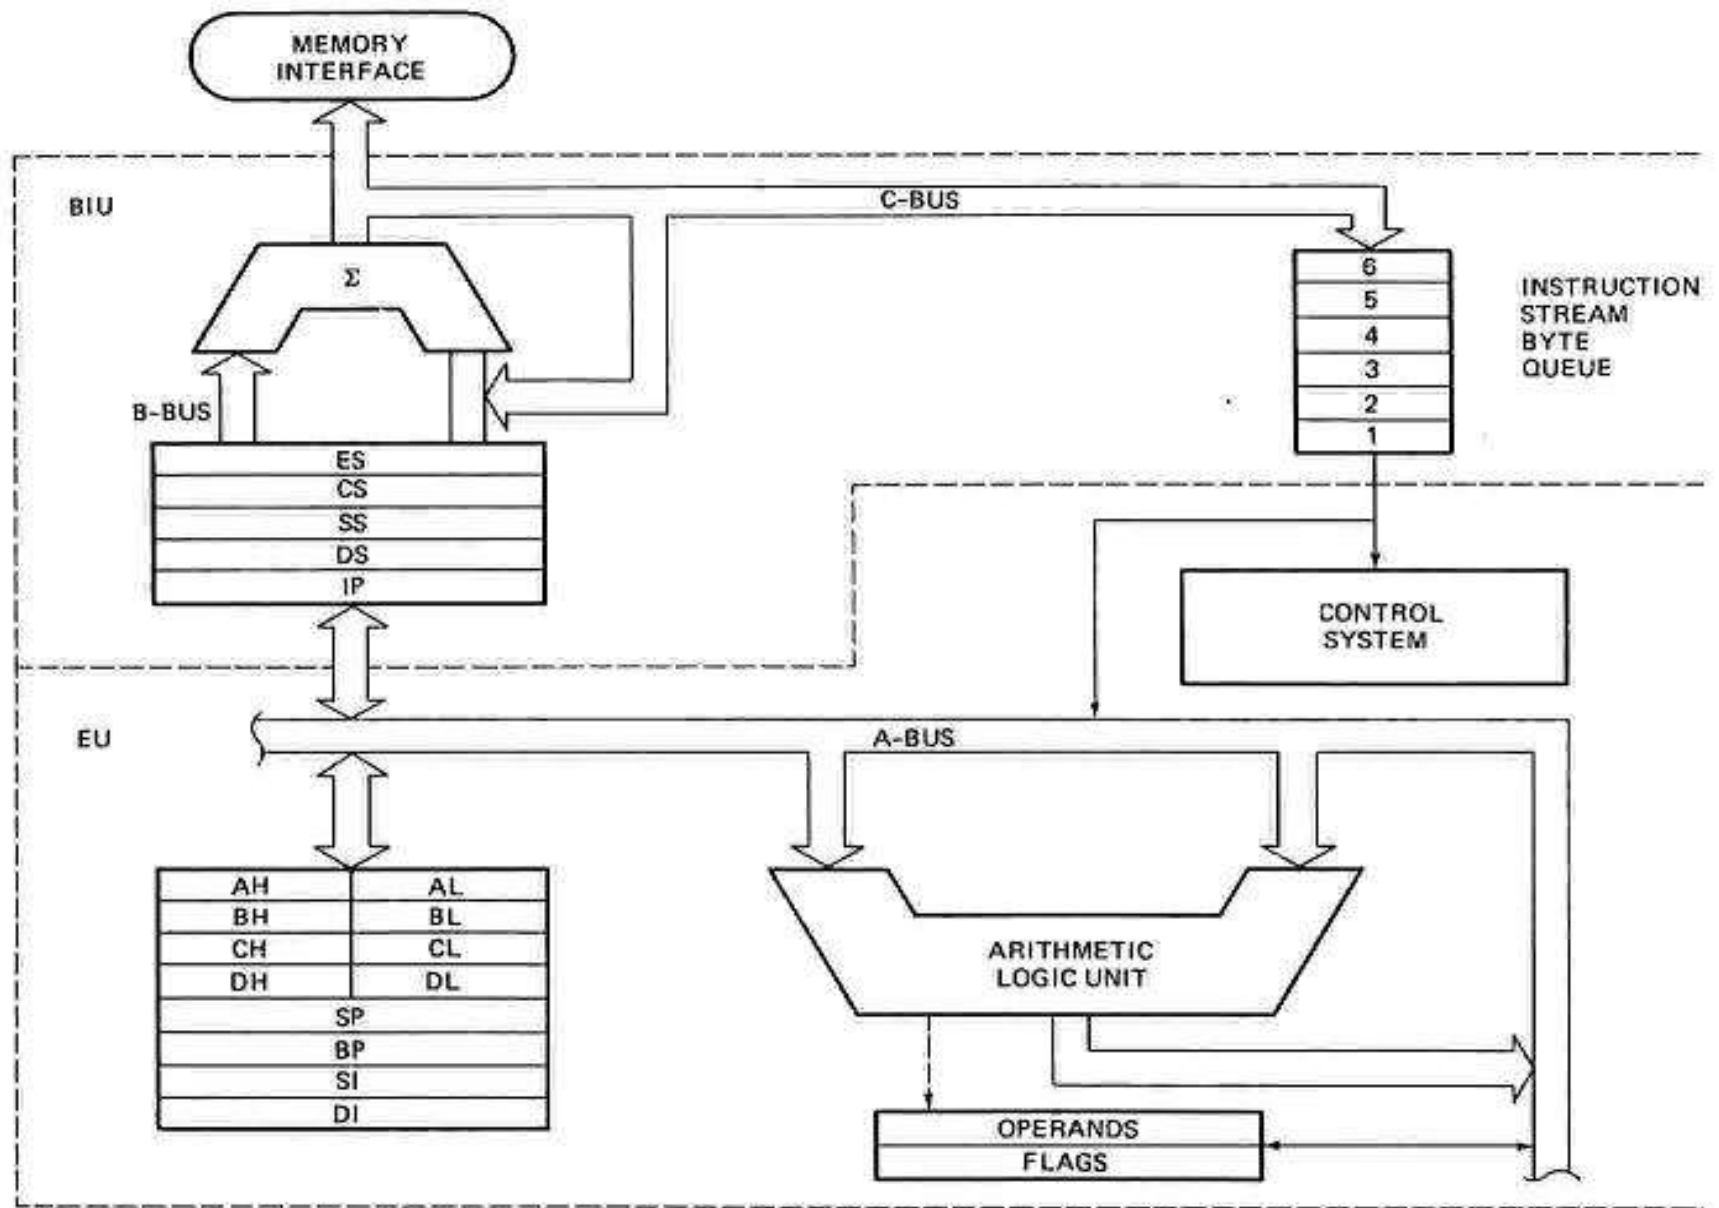 MEMORY
INTERFACE
BIU
C-BUS
Σ
B-BUS
6
5
4
3
2
1
INSTRUCTION
STREAM
BYTE
QUEUE
ES
CS
SS
DS
IP
CONTROL
SYSTEM
EU
A-BUS
AH AL
BH BL
CH CL
DH DL
SP
BP
SI
DI
ARITHMETIC
LOGIC UNIT
OPERANDS
FLAGS